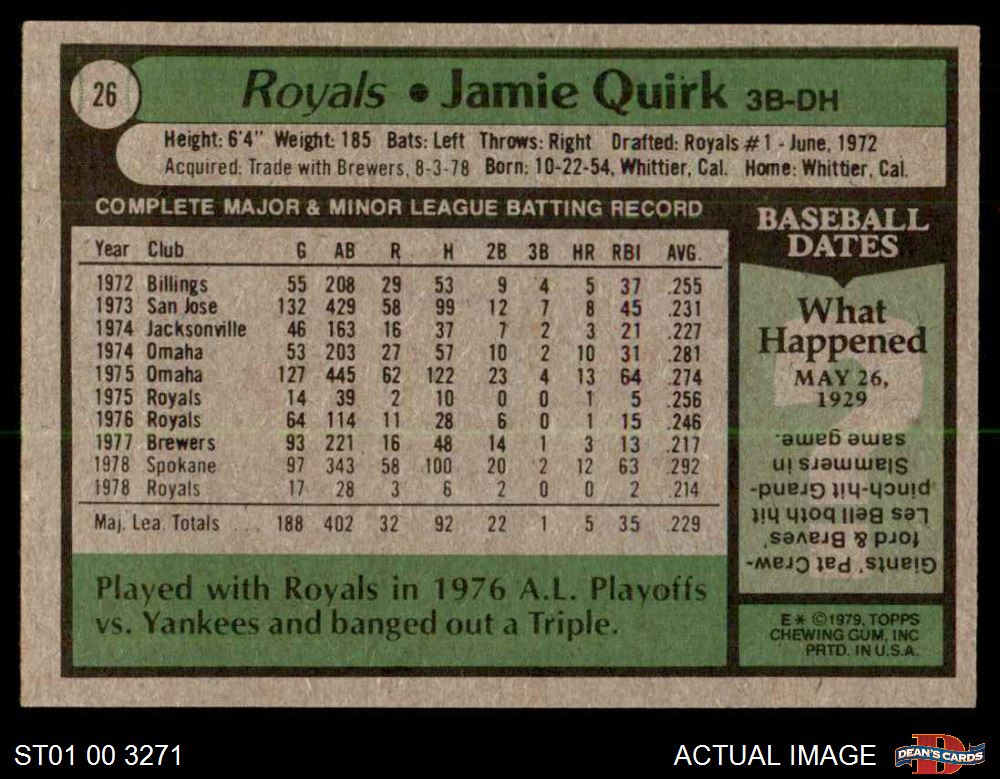 26
Royals • Jamie Quirk 3B-DH
Height: 6'4" Weight: 185 Bats: Left Throws: Right Drafted: Royals #1 - June, 1972
Acquired: Trade with Brewers, 8-3-78 Born: 10-22-54, Whittier, Cal. Home: Whittier, Cal.
COMPLETE MAJOR & MINOR LEAGUE BATTING RECORD
Year Club G AB R H 2B 3B HR RBI AVG.
1972 Billings 55 208 29 53 9 4 5 37 .255
1973 San Jose 132 429 58 99 12 7 8 45 .231
1974 Jacksonville 46 163 16 37 7 2 3 21 .227
1974 Omaha 53 203 27 57 10 2 10 31 .281
1975 Omaha 127 445 62 122 23 4 13 64 .274
1975 Royals 14 39 2 10 0 0 1 5 .256
1976 Royals 64 114 11 28 6 0 1 15 .246
1977 Brewers 93 221 16 48 14 1 3 13 .217
1978 Spokane 97 343 58 100 20 2 12 63 .292
1978 Royals 17 28 3 6 2 0 0 2 .214
Maj. Lea. Totals ... 188 402 32 92 22 1 5 35 .229
Played with Royals in 1976 A.L. Playoffs
vs. Yankees and banged out a Triple.
BASEBALL
DATES
What
Happened
MAY 26,
1929
Giants' Pat Craw-
ford & Braves'
Les Bell both hit
pinch-hit Grand-
Slammers in
same game.
E* ©1979, TOPPS
CHEWING GUM, INC
PRTD. IN U.S.A.
ST01 00 3271
ACTUAL IMAGE
DEAN'S CARDS